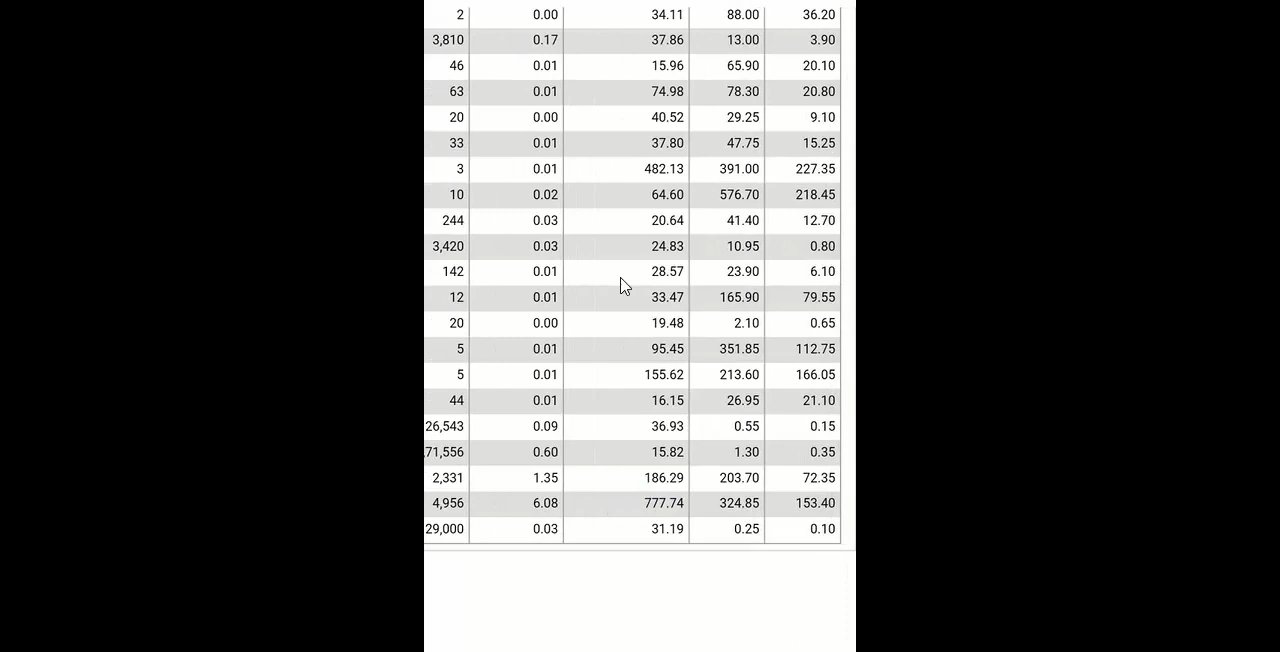 2 0.00 34.11 88.00 36.20
3,810 0.17 37.86 13.00 3.90
46 0.01 15.96 65.90 20.10
63 0.01 74.98 78.30 20.80
20 0.00 40.52 29.25 9.10
33 0.01 37.80 47.75 15.25
3 0.01 482.13 391.00 227.35
10 0.02 64.60 576.70 218.45
244 0.03 20.64 41.40 12.70
3,420 0.03 24.83 10.95 0.80
142 0.01 28.57 23.90 6.10
12 0.01 33.47 165.90 79.55
20 0.00 19.48 2.10 0.65
5 0.01 95.45 351.85 112.75
5 0.01 155.62 213.60 166.05
44 0.01 16.15 26.95 21.10
26,543 0.09 36.93 0.55 0.15
71,556 0.60 15.82 1.30 0.35
2,331 1.35 186.29 203.70 72.35
4,956 6.08 777.74 324.85 153.40
29,000 0.03 31.19 0.25 0.10